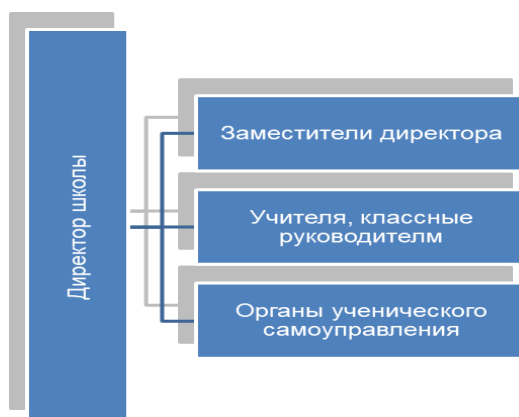 Директор школы
Заместители директора
Учителя, классные
руководителм
Органы ученического
самоуправления